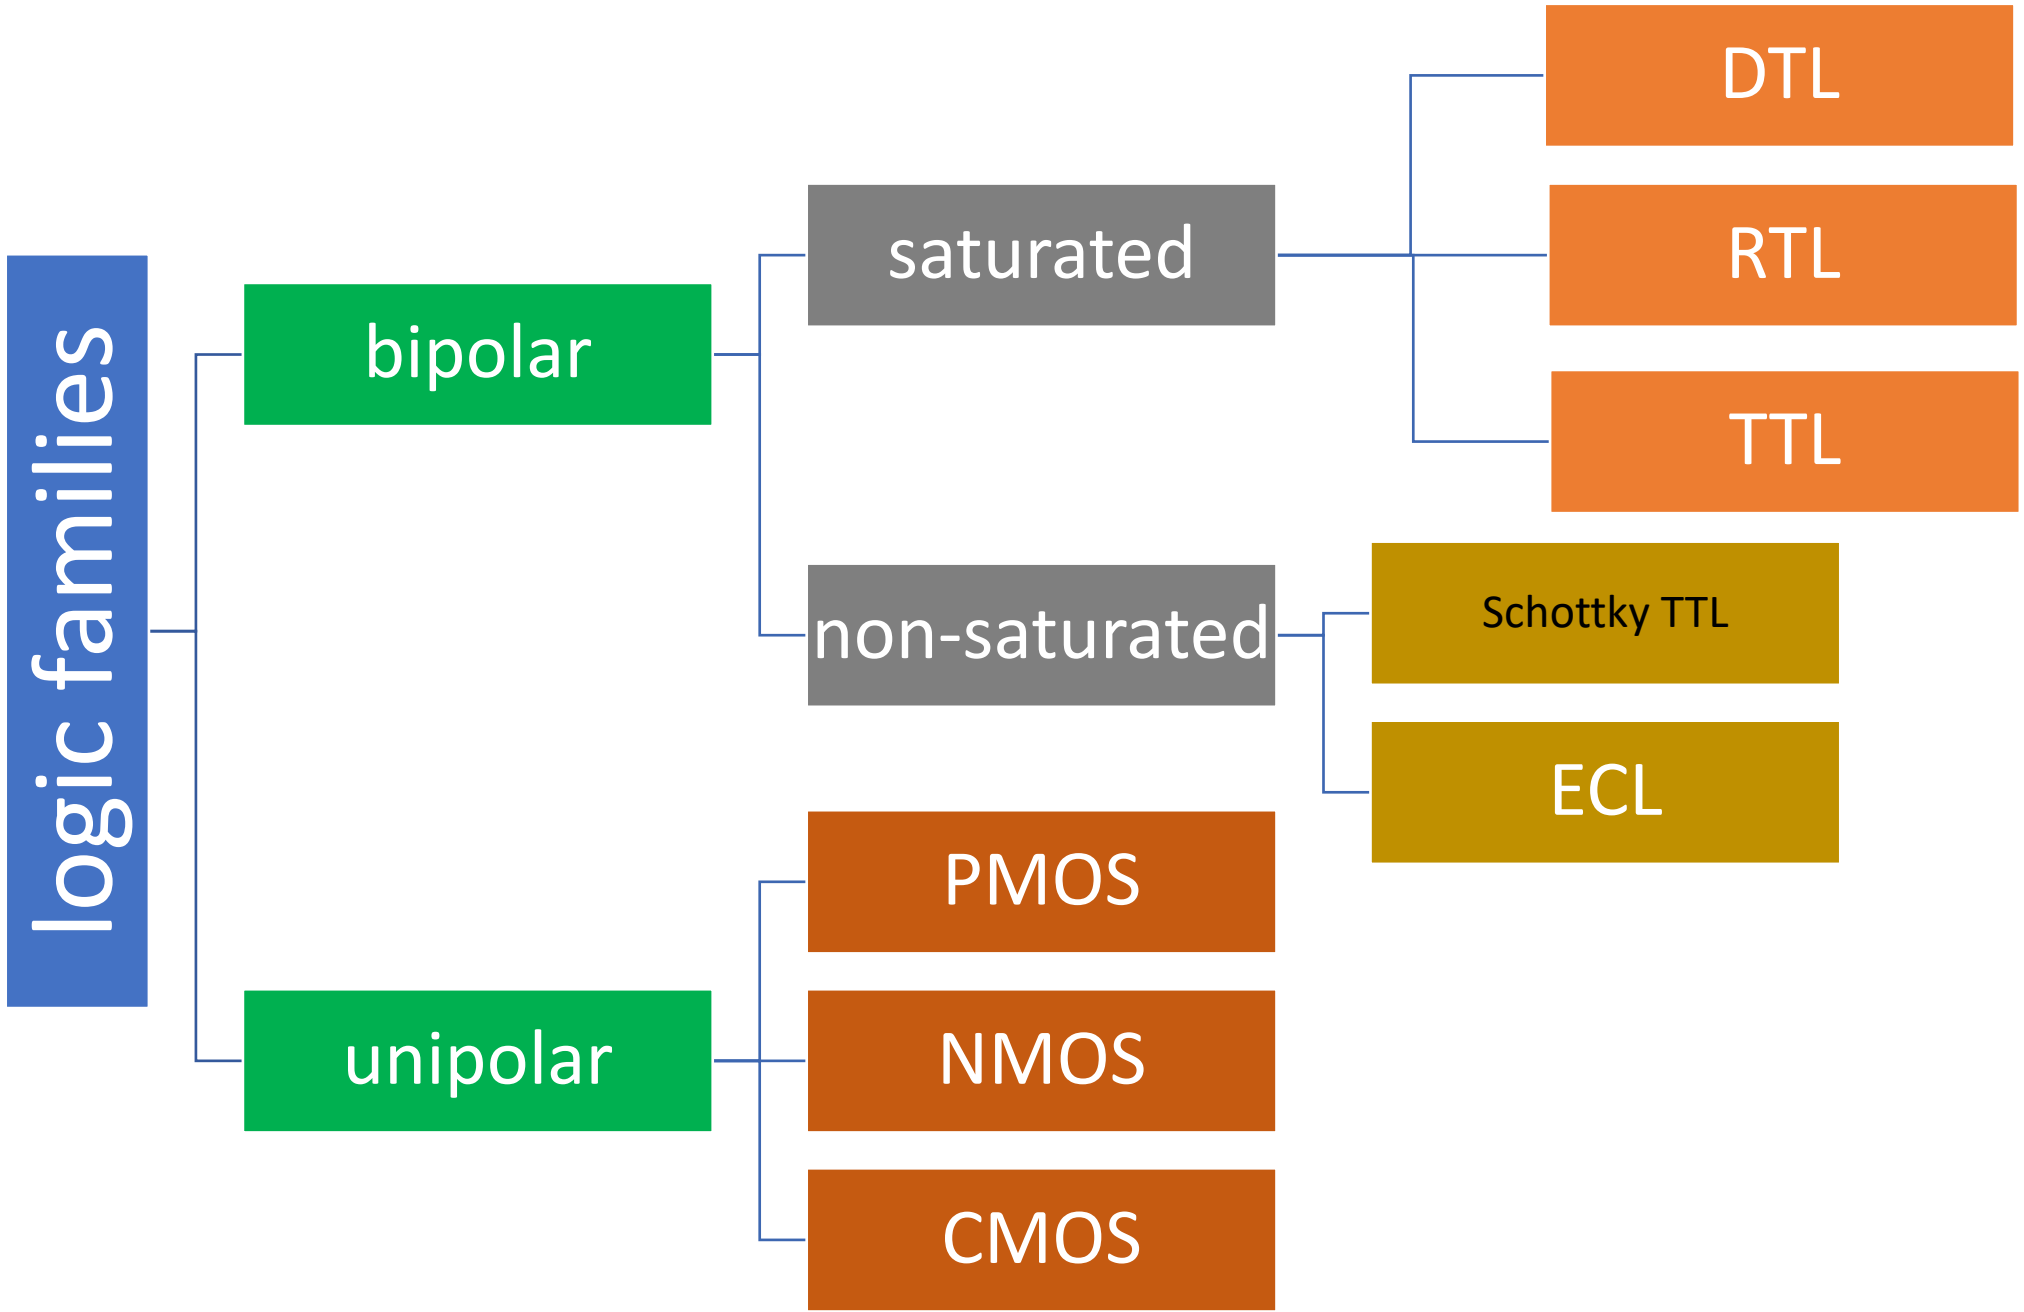 logic families
bipolar
saturated
DTL
RTL
TTL
non-saturated
Schottky TTL
ECL
unipolar
PMOS
NMOS
CMOS